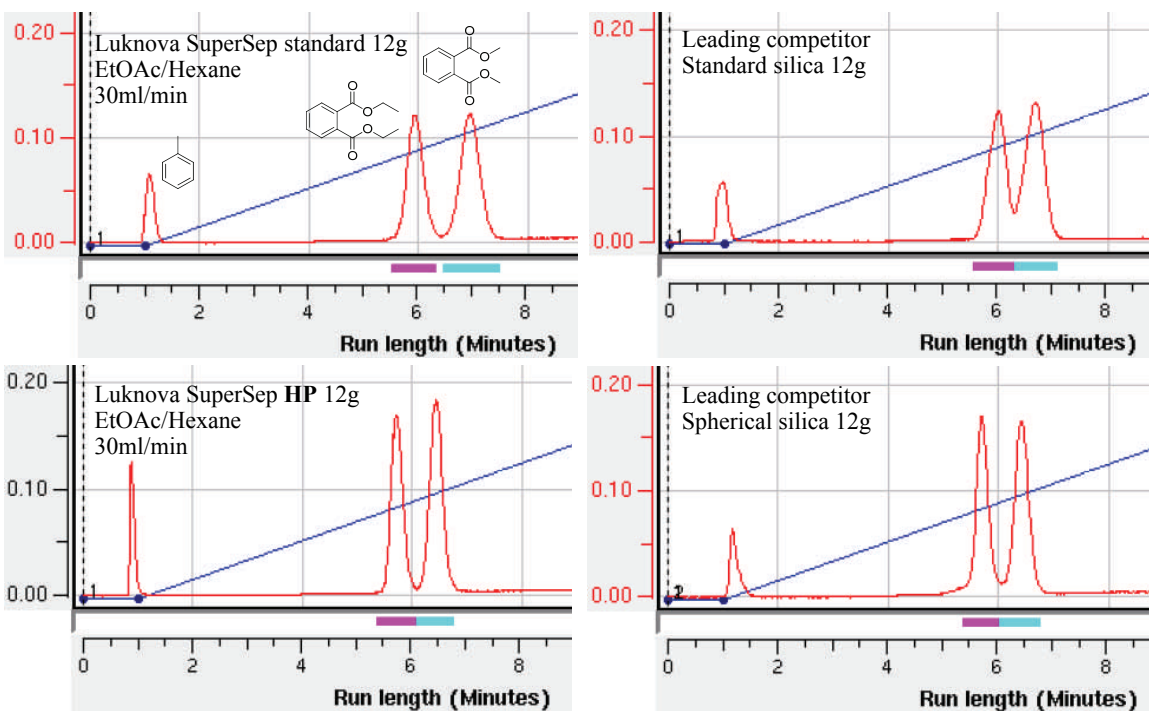 0.20
0.10
0.00
Luknova SuperSep standard 12g
EtOAc/Hexane
30ml/min
O
O
O
O
O
O
O
O
1
0 2 4 6 8
Run length (Minutes)
0.20
0.10
0.00
Leading competitor
Standard silica 12g
1
0 2 4 6 8
Run length (Minutes)
0.20
0.10
0.00
Luknova SuperSep HP 12g
EtOAc/Hexane
30ml/min
1
0 2 4 6 8
Run length (Minutes)
0.20
0.10
0.00
Leading competitor
Spherical silica 12g
0 2 4 6 8
Run length (Minutes)